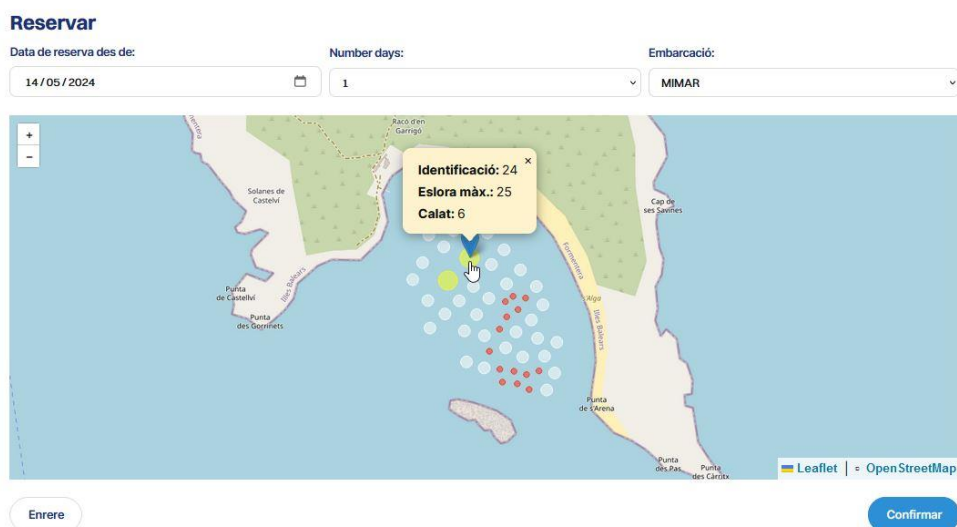 Reservar
Data de reserva des de:
Number days:
Embarcació:
14 / 05 / 2024
1
MIMAR
+
−
Racó d'en
Garrigó
Identificació: 24
×
Eslora màx.: 25
Calat: 6
Solanes de
Castelví
Cap de
ses Savines
Formentera
Punta
de Castellví
Illes Balears
Punta
des Gorrinets
s'Alga
Illes Balears
Punta
de s'Arena
Punta
des Pas
Punta
des Càrritx
Leaflet | © OpenStreetMap
Enrere
Confirmar